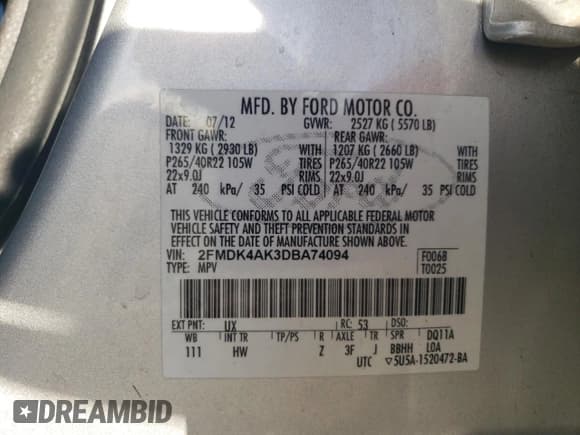 MFD. BY FORD MOTOR CO.
DATE: 07/12 GVWR: 2527 KG ( 5570 LB)
FRONT GAWR: REAR GAWR:
1329 KG ( 2930 LB) WITH 1207 KG ( 2660 LB) WITH
P265/40R22 105W TIRES P265/40R22 105W TIRES
22x9.0J RIMS 22x9.0J RIMS
AT 240 kPa/ 35 PSI COLD AT 240 kPa/ 35 PSI COLD
THIS VEHICLE CONFORMS TO ALL APPLICABLE FEDERAL MOTOR
VEHICLE SAFETY AND THEFT PREVENTION STANDARDS IN
EFFECT ON THE DATE OF MANUFACTURE SHOWN ABOVE.
VIN: 2FMDK4AK3DBA74094 F0068
TYPE: MPV T0025
EXT PNT: UX RC: 53 DSO:
WB INT TR TP/PS R AXLE TR SPR DQ11A
111 HW Z 3F J BBHH LOA
UTC ▽5U5A-1520472-BA
DREAMBID